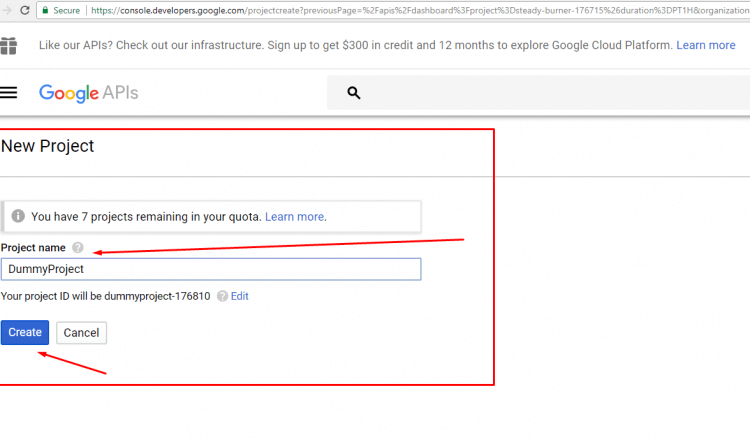 Secure https://console.developers.google.com/projectcreate?previousPage=%2Fapis%2Fdashboard%3Fproject%3Dsteady-burner-176715%26duration%3DPT1H&organization
Like our APIs? Check out our infrastructure. Sign up to get $300 in credit and 12 months to explore Google Cloud Platform. Learn more
Google APIs
New Project
You have 7 projects remaining in your quota. Learn more.
Project name ?
DummyProject
Your project ID will be dummyproject-176810 ? Edit
Create Cancel